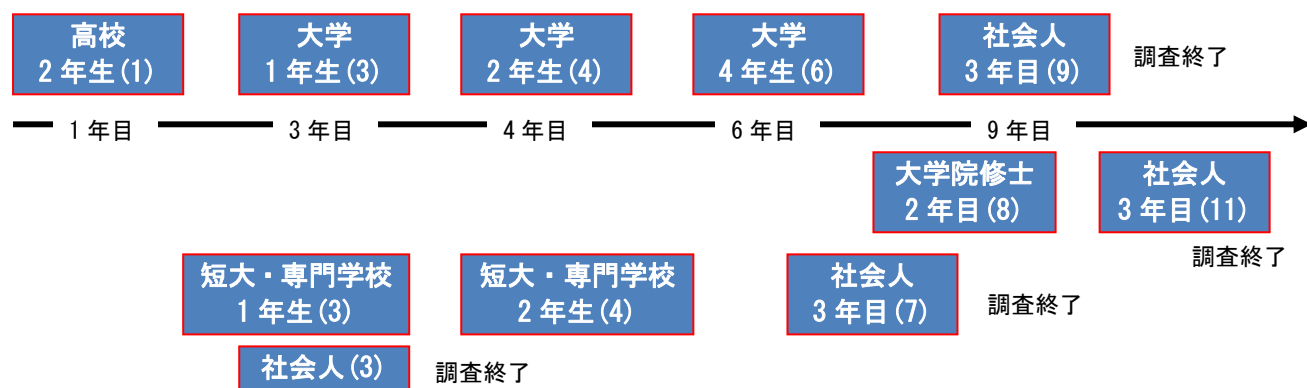 高校
2 年生(1)
大学
1 年生(3)
大学
2 年生(4)
大学
4 年生(6)
社会人
3 年目(9)
調査終了
1 年目
3 年目
4 年目
6 年目
9 年目
大学院修士
2 年目(8)
社会人
3 年目(11)
調査終了
短大・専門学校
1 年生(3)
短大・専門学校
2 年生(4)
社会人
3 年目(7)
調査終了
社会人(3)
調査終了